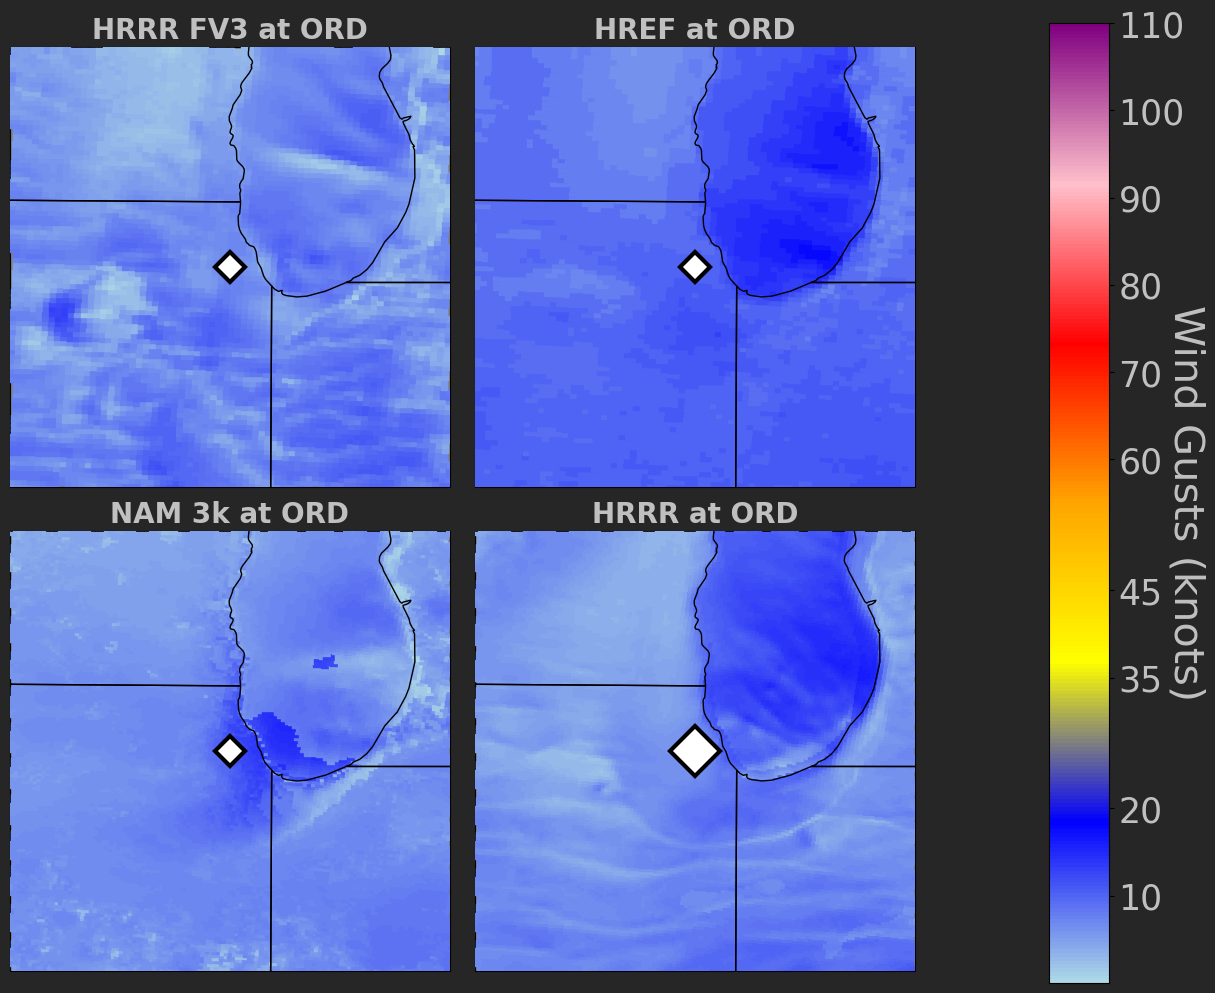 HRRR FV3 at ORD
HREF at ORD
NAM 3k at ORD
HRRR at ORD
110
100
90
80
70
60
45
35
20
10
Wind Gusts (knots)